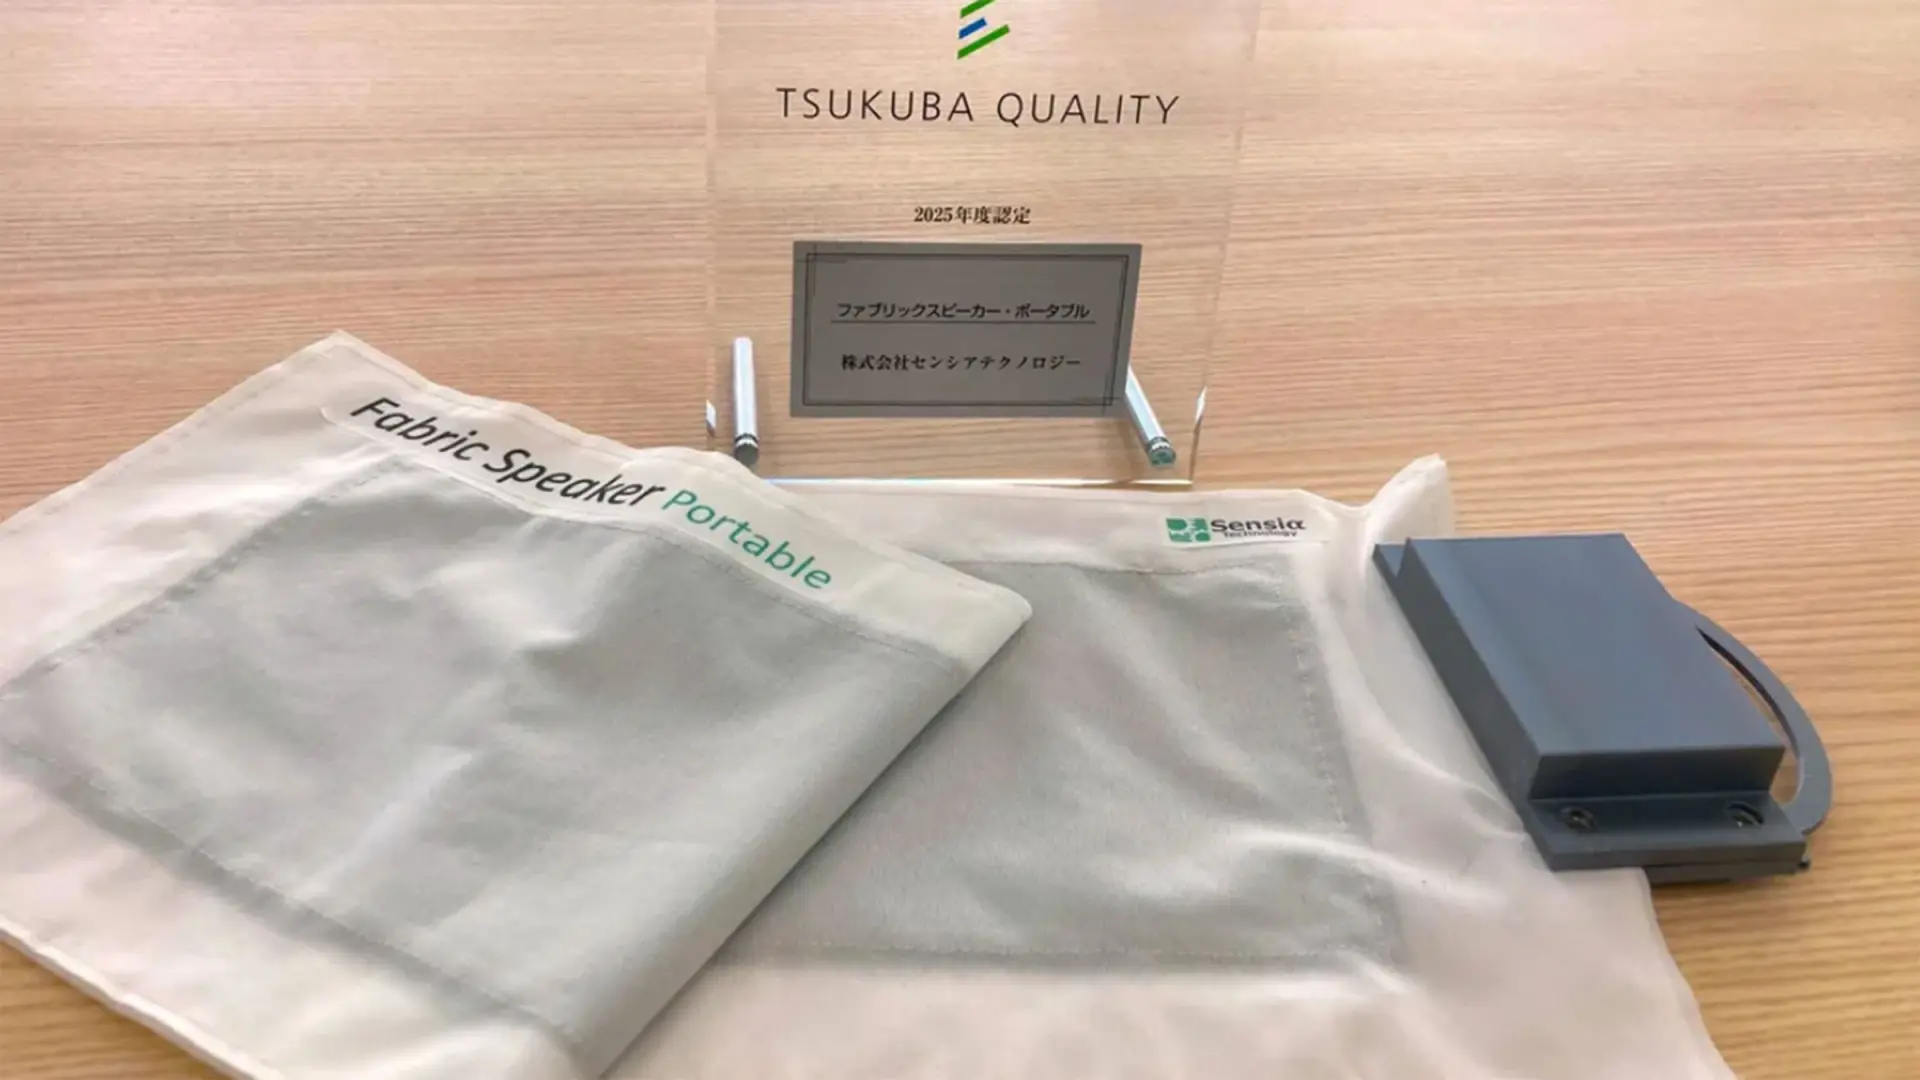 TSUKUBA QUALITY
2025年度認定
ファブリックスピーカー・ポータブル
株式会社センシアテクノロジー
Fabric Speaker Portable
Sensiα
Technology